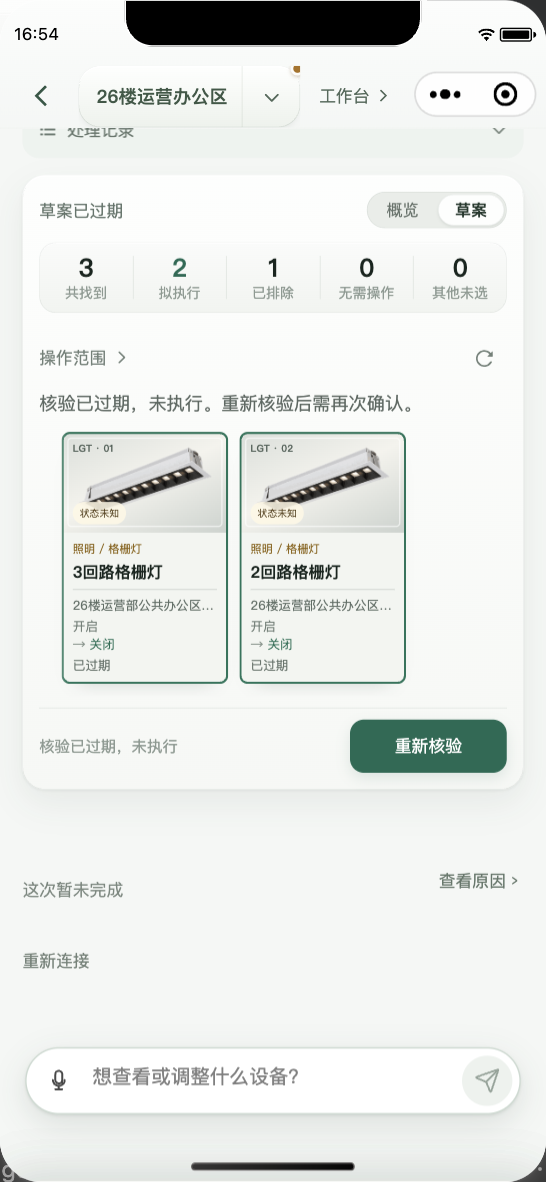 16:54
26楼运营办公区
工作台
处理记录
草案已过期
概览
草案
3
2
1
0
0
共找到
拟执行
已排除
无需操作
其他未选
操作范围
核验已过期，未执行。重新核验后需再次确认。
LGT · 01
状态未知
照明 / 格栅灯
3回路格栅灯
26楼运营部公共办公区...
开启
→ 关闭
已过期
LGT · 02
状态未知
照明 / 格栅灯
2回路格栅灯
26楼运营部公共办公区...
开启
→ 关闭
已过期
核验已过期，未执行
重新核验
这次暂未完成
查看原因
重新连接
想查看或调整什么设备?